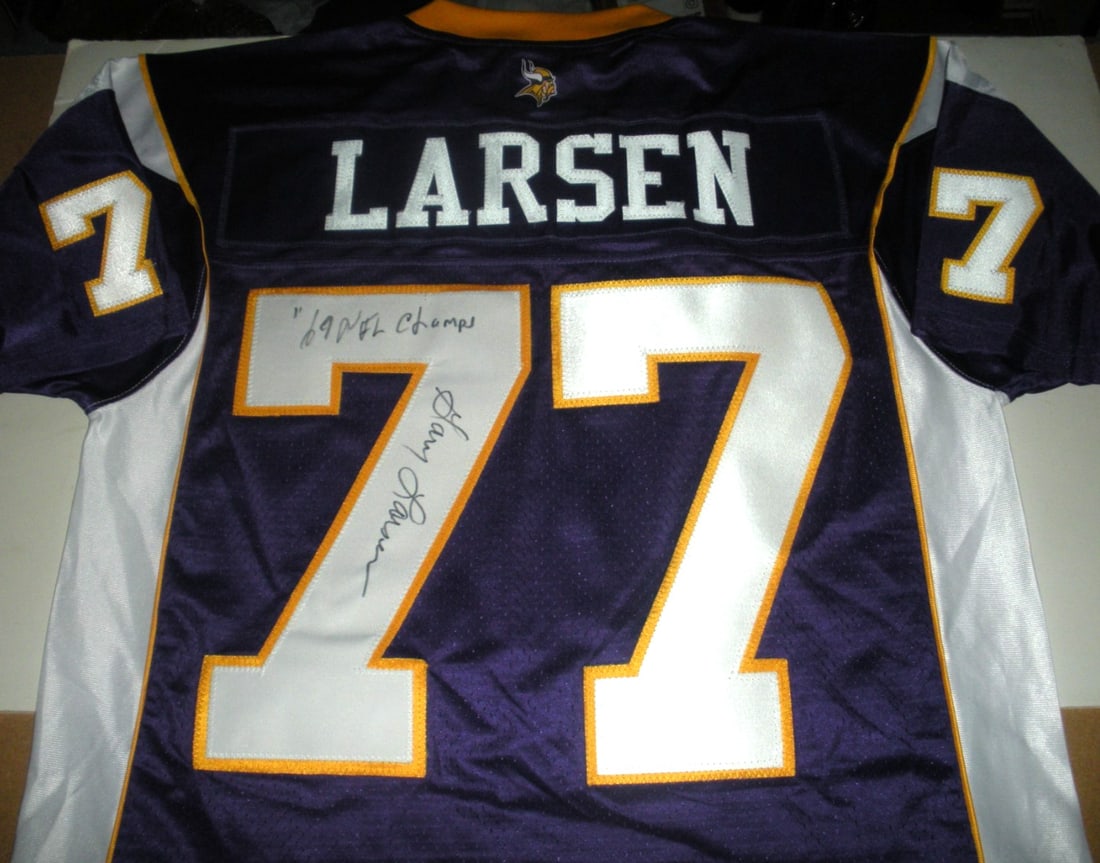 LARSEN
7 7
77
"69 NFL Champs
Gary Larsen